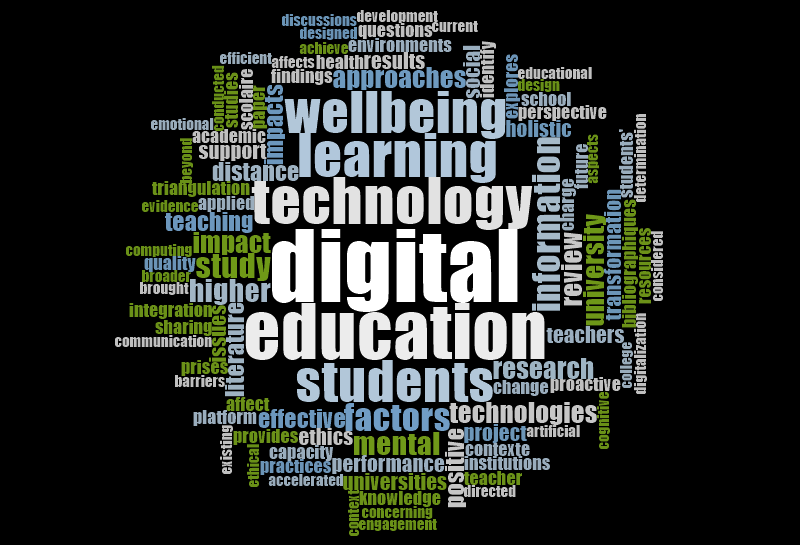 discussions development
designed questions current
achieve environments
efficient affects health results
findings approaches social identify
explores educational
design
conducted studies scolaire paper impacts
wellbeing school
perspective
emotional academic learning holistic
beyond support
distance information future aspects students' determination
triangulation technology charge
evidence applied
teaching
impact digital review university transformation bibliographiques resources considered
computing
quality study
broader
brought higher
integration education
sharing issues literature teachers
communication college' digitalization
prises students research
barriers change proactive
affect factors technologies cognitive
platform effective
existing provides ethics mental positive project artificial
ethical capacity contexte
practices performance institutions
accelerated universities teacher
context knowledge directed
concerning
engagement